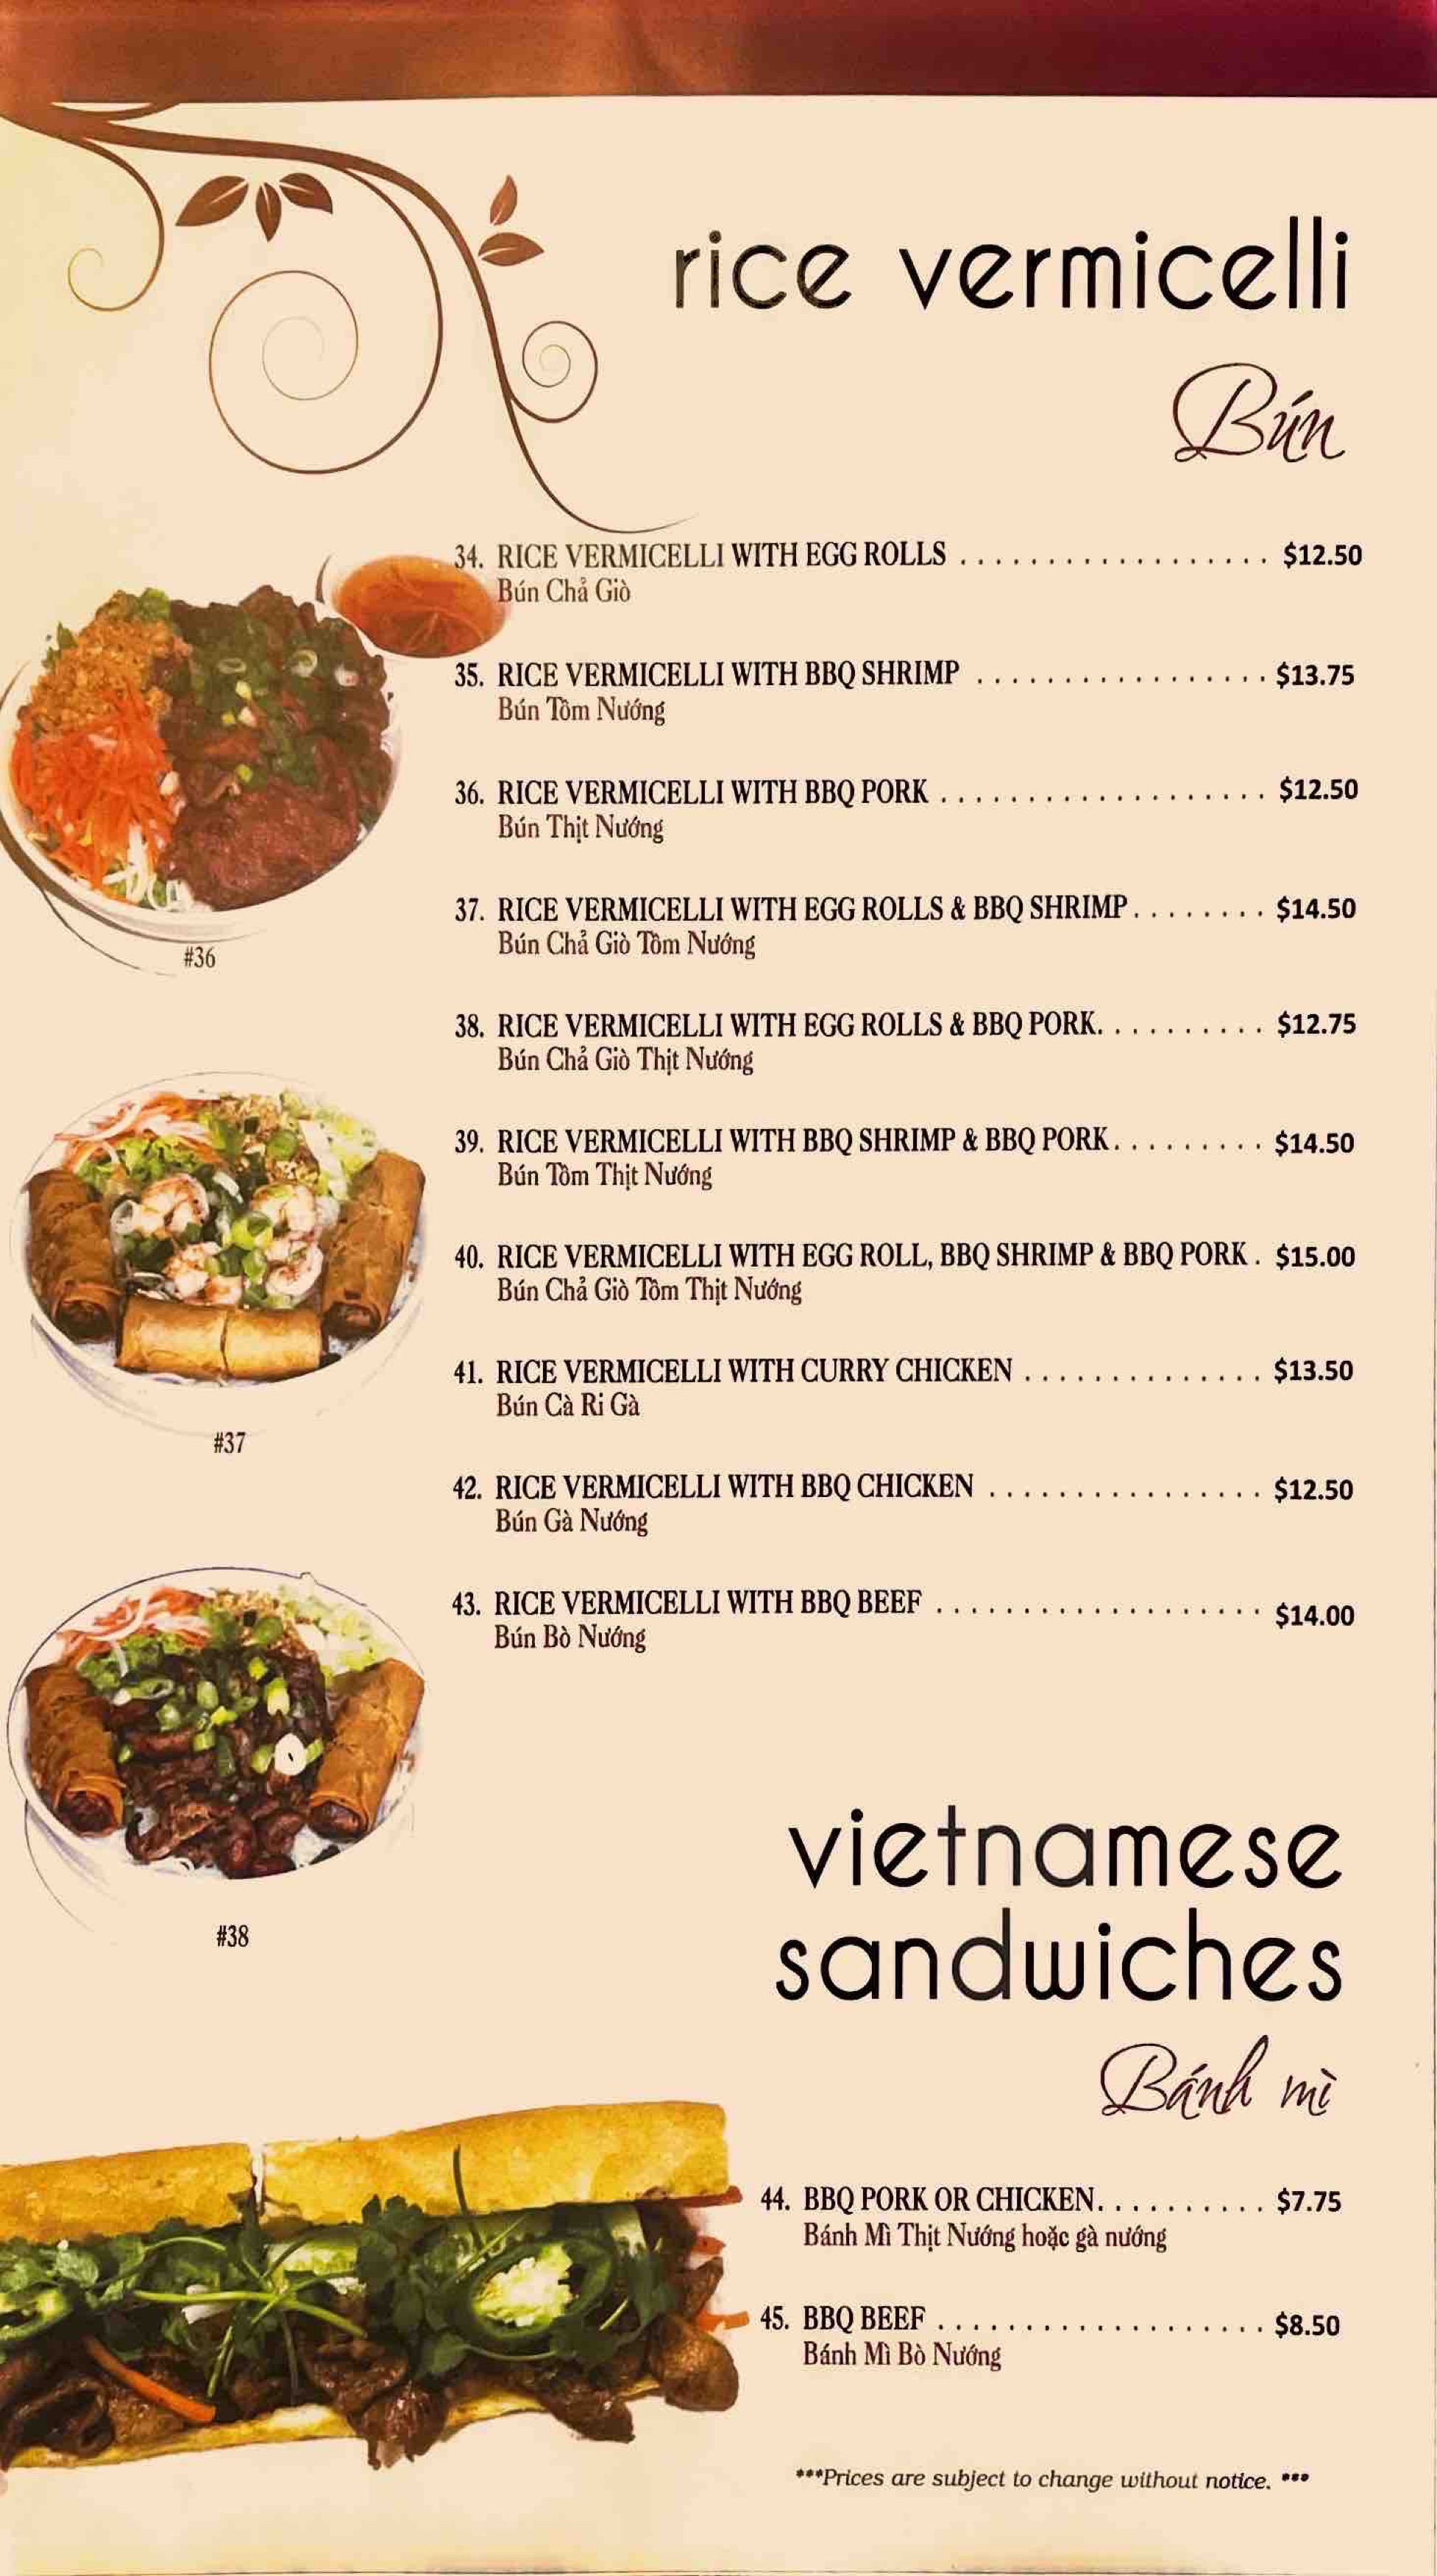 rice vermicelli
Bún
34. RICE VERMICELLI WITH EGG ROLLS . . . . . . . . . . . . . . . . . . $12.50
Bún Chả Giò
35. RICE VERMICELLI WITH BBQ SHRIMP . . . . . . . . . . . . . . . . . $13.75
Bún Tôm Nướng
36. RICE VERMICELLI WITH BBQ PORK . . . . . . . . . . . . . . . . . . . $12.50
Bún Thịt Nướng
37. RICE VERMICELLI WITH EGG ROLLS & BBQ SHRIMP. . . . . . . . $14.50
Bún Chả Giò Tôm Nướng
#36
38. RICE VERMICELLI WITH EGG ROLLS & BBQ PORK. . . . . . . . . . $12.75
Bún Chả Giò Thịt Nướng
39. RICE VERMICELLI WITH BBQ SHRIMP & BBQ PORK. . . . . . . . . $14.50
Bún Tôm Thịt Nướng
40. RICE VERMICELLI WITH EGG ROLL, BBQ SHRIMP & BBQ PORK . $15.00
Bún Chả Giò Tôm Thịt Nướng
41. RICE VERMICELLI WITH CURRY CHICKEN . . . . . . . . . . . . . . $13.50
Bún Cà Ri Gà
#37
42. RICE VERMICELLI WITH BBQ CHICKEN . . . . . . . . . . . . . . . . $12.50
Bún Gà Nướng
43. RICE VERMICELLI WITH BBQ BEEF . . . . . . . . . . . . . . . . . . . $14.00
Bún Bò Nướng
#38
vietnamese
sandwiches
Bánh mì
44. BBQ PORK OR CHICKEN. . . . . . . . . . $7.75
Bánh Mì Thịt Nướng hoặc gà nướng
45. BBQ BEEF . . . . . . . . . . . . . . . . . . . $8.50
Bánh Mì Bò Nướng
***Prices are subject to change without notice. ***